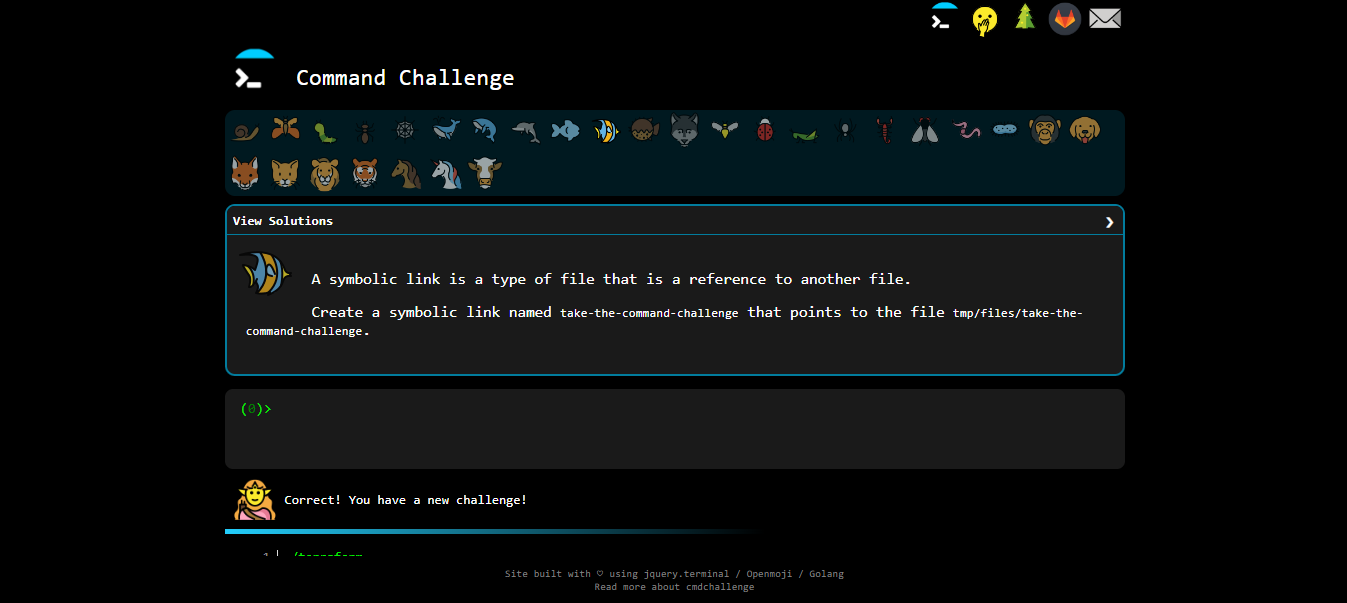 Command Challenge
View Solutions
A symbolic link is a type of file that is a reference to another file.
Create a symbolic link named take-the-command-challenge that points to the file tmp/files/take-the-
command-challenge.
(0)>
Correct! You have a new challenge!
Site built with ♡ using jquery.terminal / Openmoji / Golang
Read more about cmdchallenge